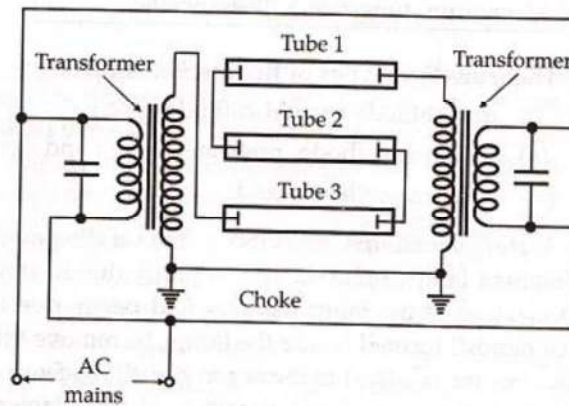 Tube 1
Transformer
Transformer
Tube 2
Tube 3
Choke
AC
mains